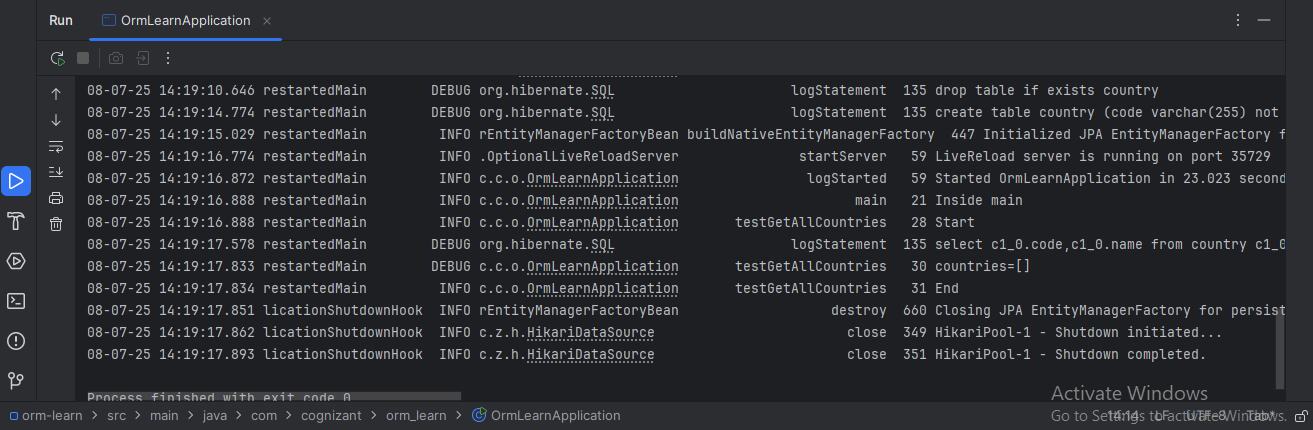 Run OrmLearnApplication
08-07-25 14:19:10.646 restartedMain DEBUG org.hibernate.SQL logStatement 135 drop table if exists country
08-07-25 14:19:14.774 restartedMain DEBUG org.hibernate.SQL logStatement 135 create table country (code varchar(255) not
08-07-25 14:19:15.029 restartedMain INFO rEntityManagerFactoryBean buildNativeEntityManagerFactory 447 Initialized JPA EntityManagerFactory f
08-07-25 14:19:16.774 restartedMain INFO .OptionalLiveReloadServer startServer 59 LiveReload server is running on port 35729
08-07-25 14:19:16.872 restartedMain INFO c.c.o.OrmLearnApplication logStarted 59 Started OrmLearnApplication in 23.023 second
08-07-25 14:19:16.888 restartedMain INFO c.c.o.OrmLearnApplication main 21 Inside main
08-07-25 14:19:16.888 restartedMain INFO c.c.o.OrmLearnApplication testGetAllCountries 28 Start
08-07-25 14:19:17.578 restartedMain DEBUG org.hibernate.SQL logStatement 135 select c1_0.code,c1_0.name from country c1_0
08-07-25 14:19:17.833 restartedMain DEBUG c.c.o.OrmLearnApplication testGetAllCountries 30 countries=[]
08-07-25 14:19:17.834 restartedMain INFO c.c.o.OrmLearnApplication testGetAllCountries 31 End
08-07-25 14:19:17.851 licationShutdownHook INFO rEntityManagerFactoryBean destroy 660 Closing JPA EntityManagerFactory for persist
08-07-25 14:19:17.862 licationShutdownHook INFO c.z.h.HikariDataSource close 349 HikariPool-1 - Shutdown initiated...
08-07-25 14:19:17.893 licationShutdownHook INFO c.z.h.HikariDataSource close 351 HikariPool-1 - Shutdown completed.
Process finished with exit code 0
Activate Windows
Go to Settings to activate Windows.
orm-learn > src > main > java > com > cognizant > orm_learn > OrmLearnApplication 14:14 LF UTF-8 Tab*